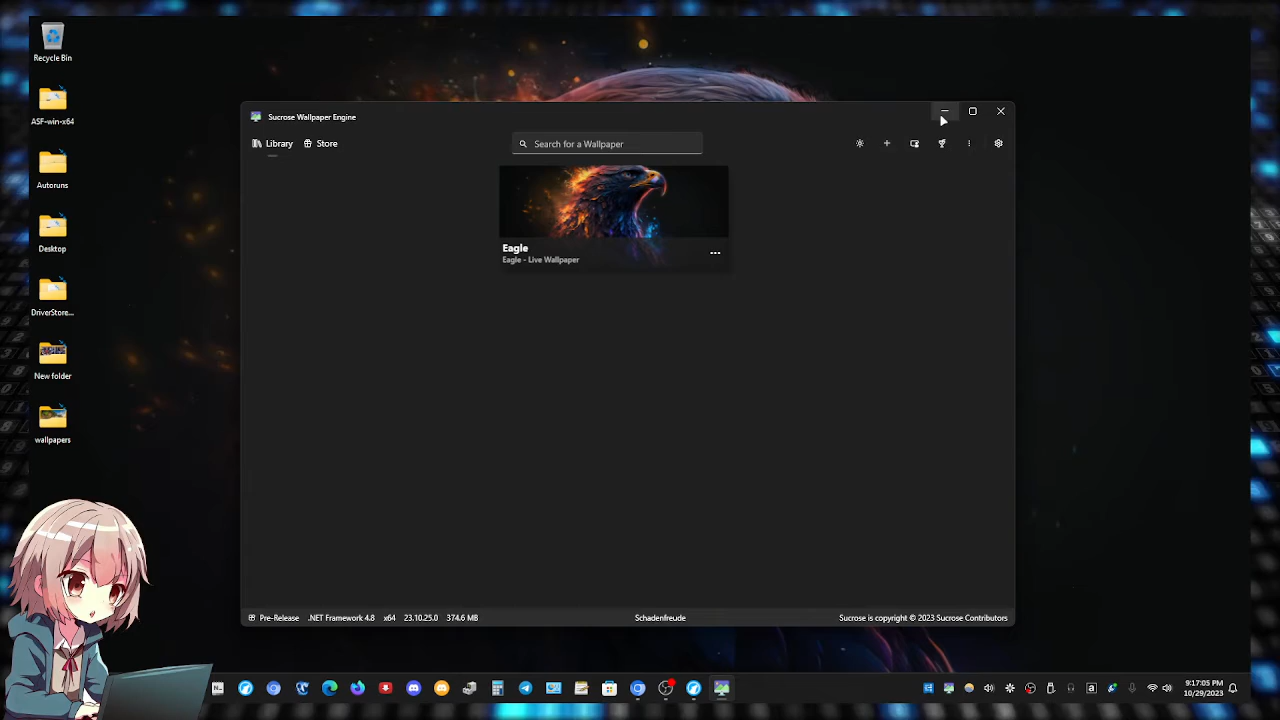 Recycle Bin
ASF-win-x64
Autoruns
Desktop
DriverStore...
New folder
wallpapers
Sucrose Wallpaper Engine
Library
Store
Search for a Wallpaper
Eagle
Eagle - Live Wallpaper
Pre-Release .NET Framework 4.8 x64 23.10.25.0 374.6 MB
Schadenfreude
Sucrose is copyright © 2023 Sucrose Contributors
9:17:05 PM
10/29/2023